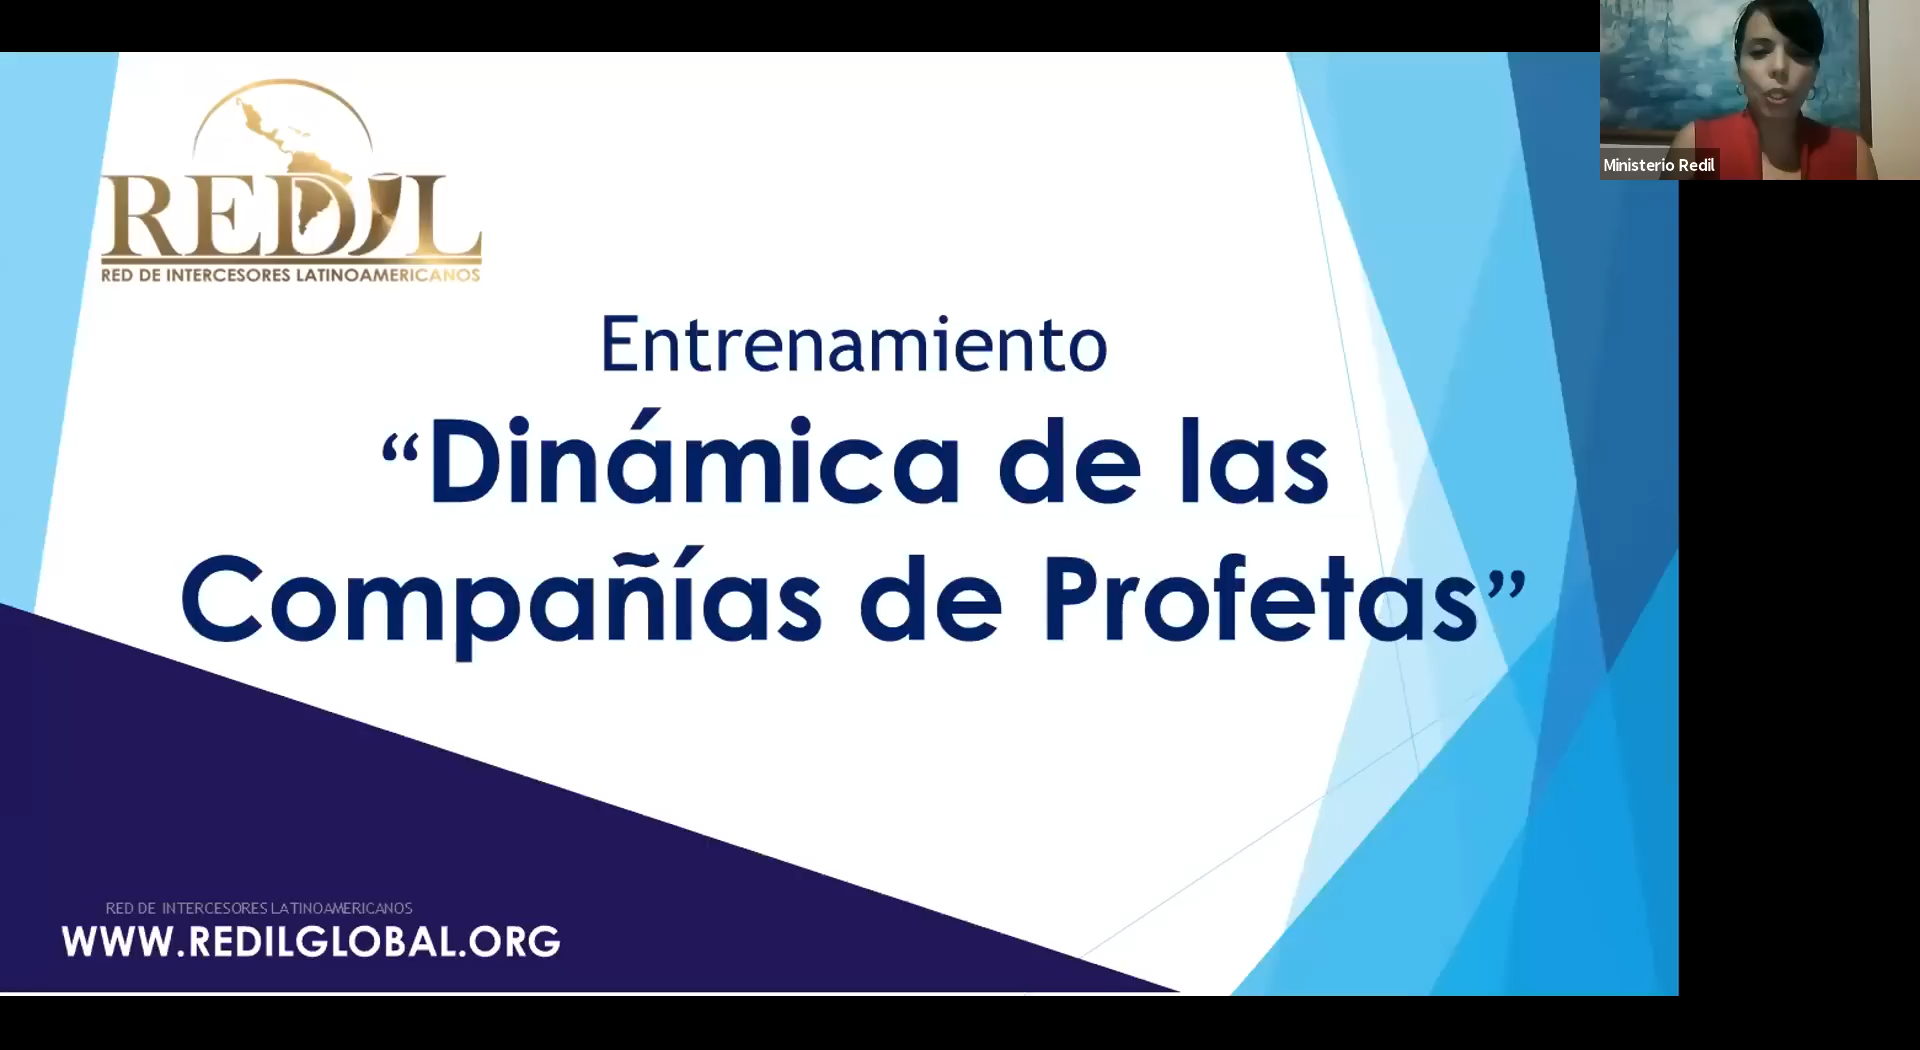 REDIL
RED DE INTERCESORES LATINOAMERICANOS
Ministerio Redil
Entrenamiento
“Dinámica de las
Compañías de Profetas”
RED DE INTERCESORES LATINOAMERICANOS
WWW.REDILGLOBAL.ORG